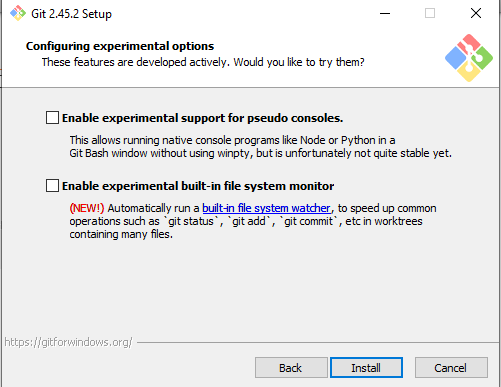 Git 2.45.2 Setup
Configuring experimental options
These features are developed actively. Would you like to try them?
Enable experimental support for pseudo consoles.
This allows running native console programs like Node or Python in a
Git Bash window without using winpty, but is unfortunately not quite stable yet.
Enable experimental built-in file system monitor
(NEW!) Automatically run a built-in file system watcher, to speed up common
operations such as `git status`, `git add`, `git commit`, etc in worktrees
containing many files.
https://gitforwindows.org/
Back
Install
Cancel